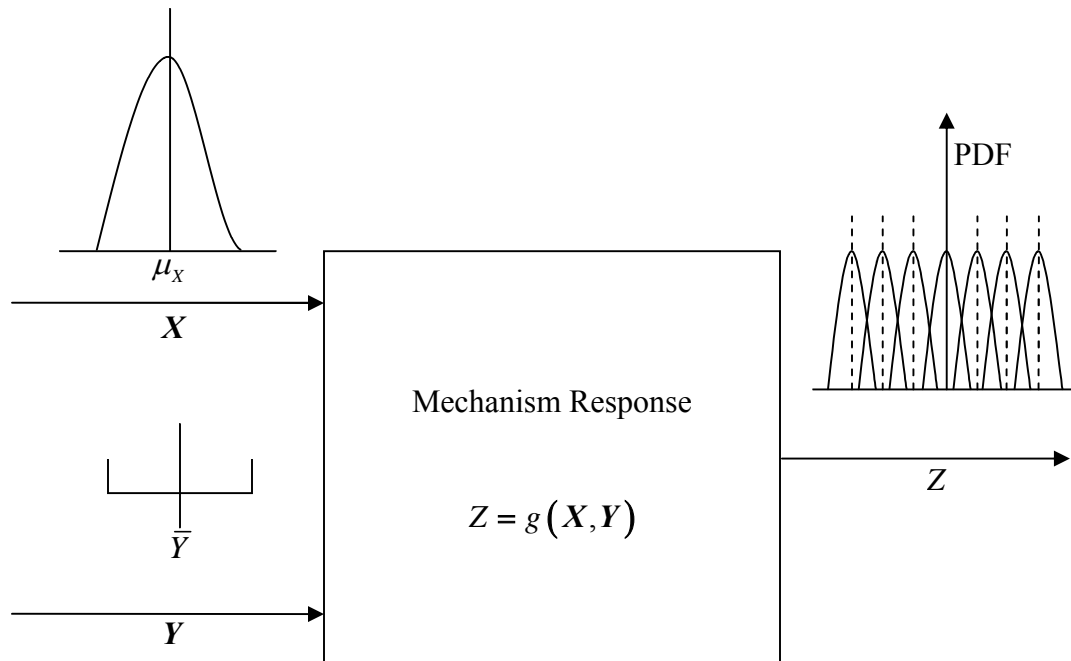 μ_X
X
Ȳ
Y
Mechanism Response
Z = g(X, Y)
PDF
Z